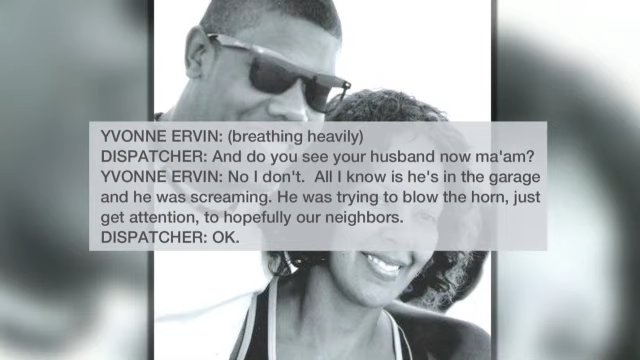 YVONNE ERVIN: (breathing heavily)
DISPATCHER: And do you see your husband now ma'am?
YVONNE ERVIN: No I don't.  All I know is he's in the garage
and he was screaming. He was trying to blow the horn, just
get attention, to hopefully our neighbors.
DISPATCHER: OK.